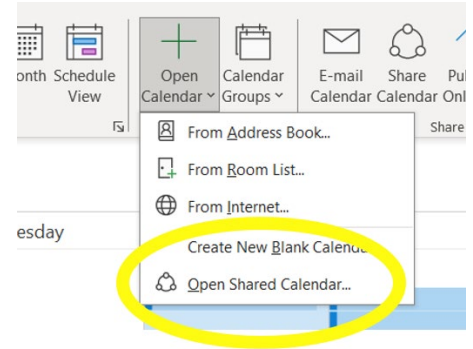 onth Schedule View
Open Calendar
Calendar Groups
E-mail Calendar
Share Calendar
Pu
Onl
Share
From Address Book...
From Room List...
From Internet...
esday
Create New Blank Calenda
Open Shared Calendar...